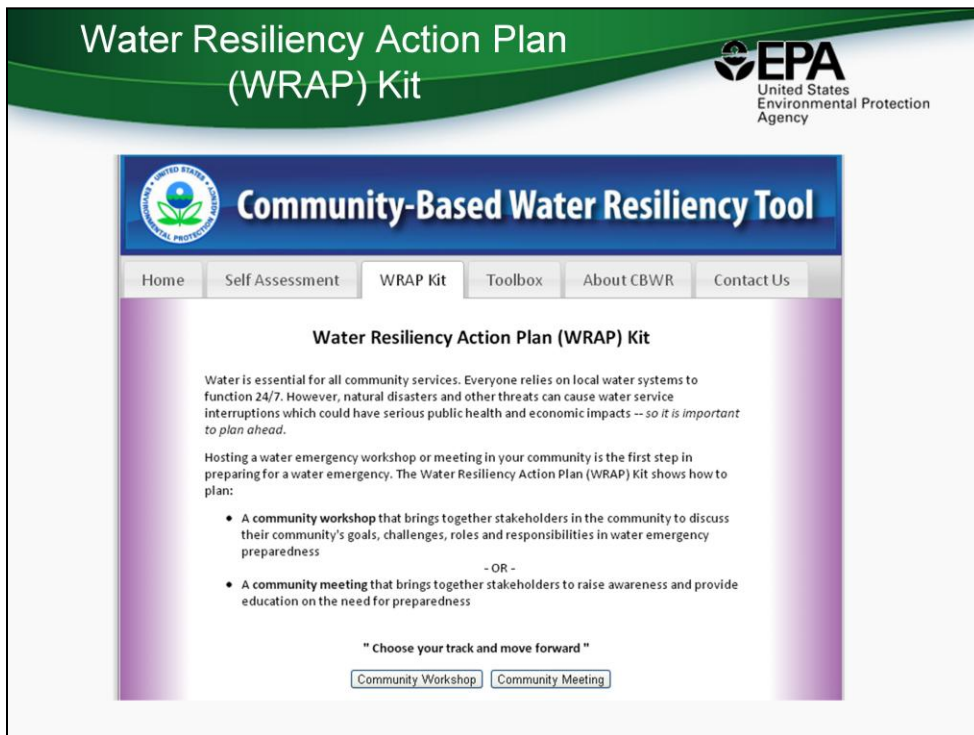 Water Resiliency Action Plan
(WRAP) Kit
EPA
United States
Environmental Protection
Agency
UNITED STATES
ENVIRONMENTAL PROTECTION
AGENCY
Community-Based Water Resiliency Tool
Home Self Assessment WRAP Kit Toolbox About CBWR Contact Us
Water Resiliency Action Plan (WRAP) Kit
Water is essential for all community services. Everyone relies on local water systems to
function 24/7. However, natural disasters and other threats can cause water service
interruptions which could have serious public health and economic impacts -- so it is important
to plan ahead.
Hosting a water emergency workshop or meeting in your community is the first step in
preparing for a water emergency. The Water Resiliency Action Plan (WRAP) Kit shows how to
plan:
• A community workshop that brings together stakeholders in the community to discuss
their community's goals, challenges, roles and responsibilities in water emergency
preparedness
- OR -
• A community meeting that brings together stakeholders to raise awareness and provide
education on the need for preparedness
" Choose your track and move forward "
Community Workshop Community Meeting